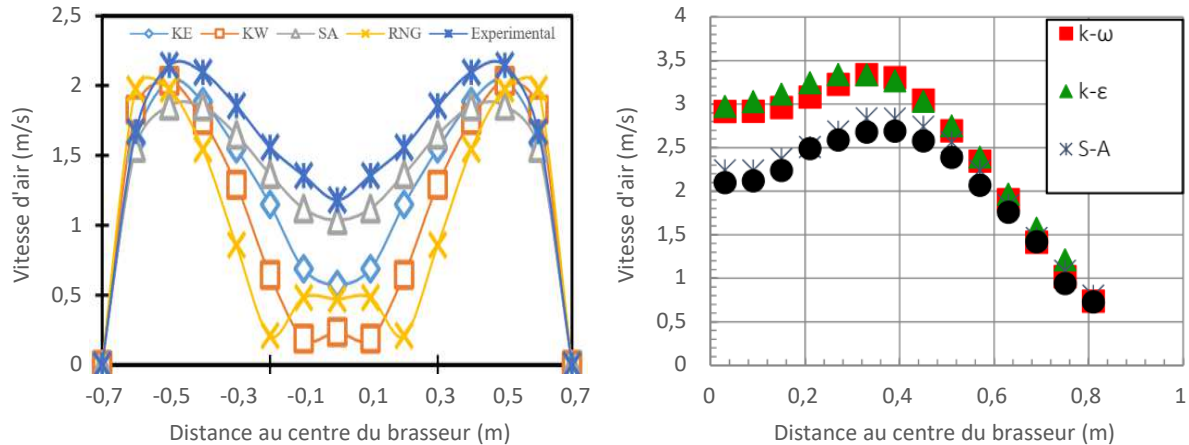 2,5
2
1,5
1
0,5
0
-0,7 -0,5 -0,3 -0,1 0,1 0,3 0,5 0,7
Vitesse d'air (m/s)
Distance au centre du brasseur (m)
KE KW SA RNG Experimental
4
3,5
3
2,5
2
1,5
1
0,5
0
0 0,2 0,4 0,6 0,8 1
Vitesse d'air (m/s)
Distance au centre du brasseur (m)
k-ω
k-ε
S-A